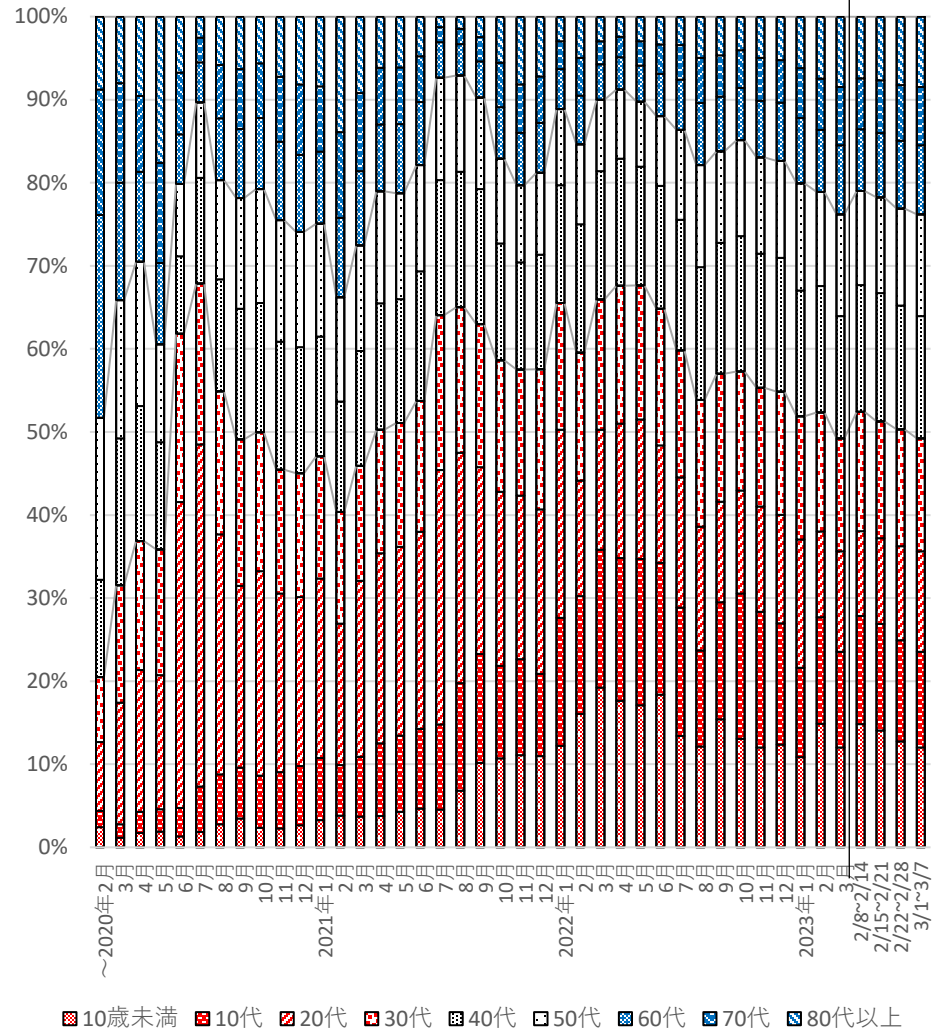 100%
90%
80%
70%
60%
50%
40%
30%
20%
10%
0%
～2020年2月
3月
4月
5月
6月
7月
8月
9月
10月
11月
12月
2021年1月
2月
3月
4月
5月
6月
7月
8月
9月
10月
11月
12月
2022年1月
2月
3月
4月
5月
6月
7月
8月
9月
10月
11月
12月
2023年1月
2月
3月
2/8~2/14
2/15~2/21
2/22~2/28
3/1~3/7
10歳未満 10代 20代 30代 40代 50代 60代 70代 80代以上